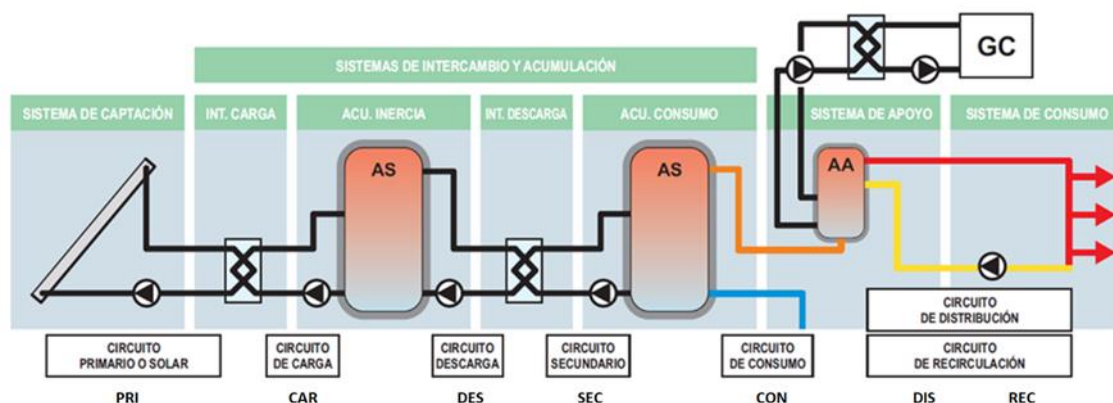 GC
SISTEMAS DE INTERCAMBIO Y ACUMULACIÓN
SISTEMA DE CAPTACIÓN
INT. CARGA
ACU. INERCIA
INT. DESCARGA
ACU. CONSUMO
SISTEMA DE APOYO
SISTEMA DE CONSUMO
AS
AS
AA
CIRCUITO
PRIMARIO O SOLAR
CIRCUITO
DE CARGA
CIRCUITO
DESCARGA
CIRCUITO
SECUNDARIO
CIRCUITO
DE CONSUMO
CIRCUITO
DE DISTRIBUCIÓN
CIRCUITO
DE RECIRCULACIÓN
PRI
CAR
DES
SEC
CON
DIS
REC